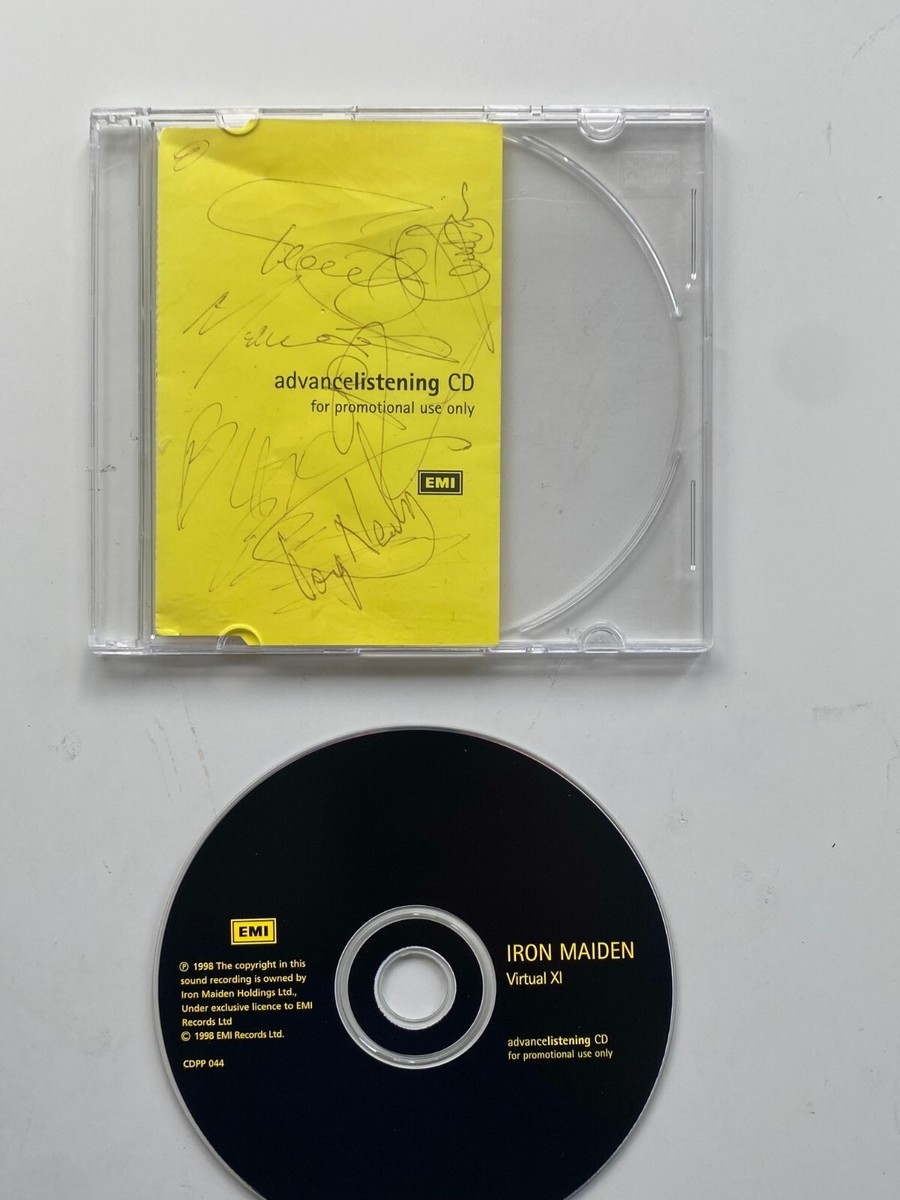 advancelistening CD
for promotional use only
EMI
EMI
℗ 1998 The copyright in this
sound recording is owned by
Iron Maiden Holdings Ltd.,
Under exclusive licence to EMI
Records Ltd
© 1998 EMI Records Ltd.
CDPP 044
IRON MAIDEN
Virtual XI
advancelistening CD
for promotional use only